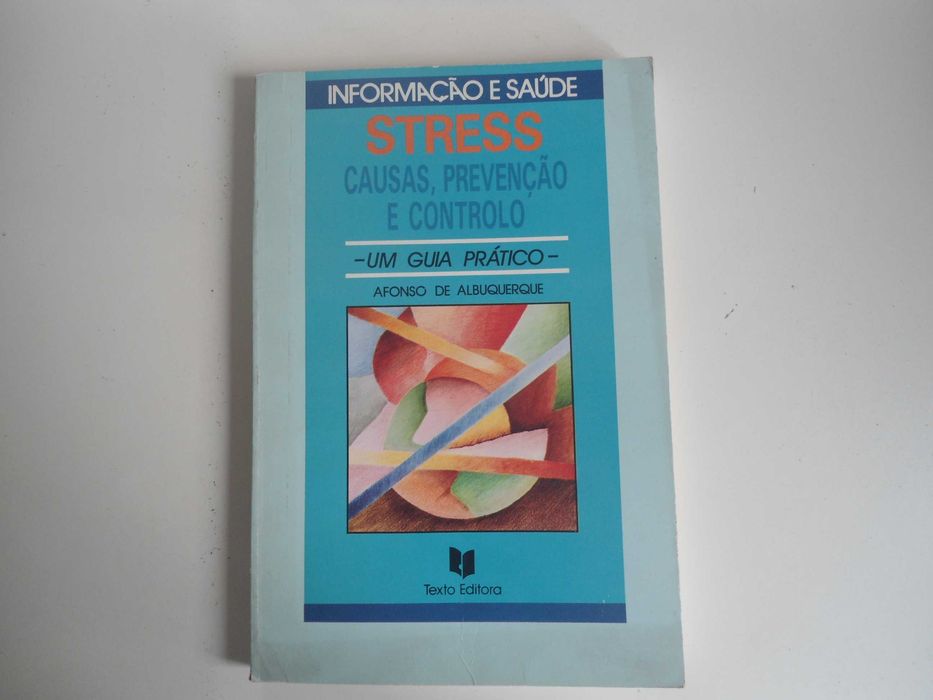 INFORMAÇÃO E SAÚDE
STRESS
CAUSAS, PREVENÇÃO
E CONTROLO
- UM GUIA PRÁTICO -
AFONSO DE ALBUQUERQUE
Texto Editora